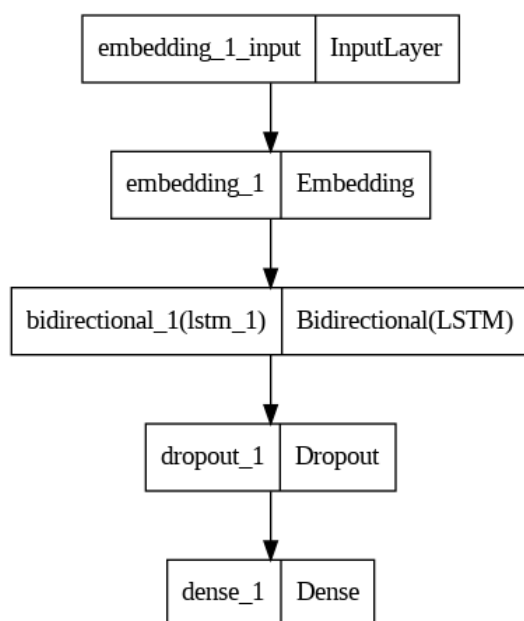 embedding_1_input InputLayer
embedding_1 Embedding
bidirectional_1(lstm_1) Bidirectional(LSTM)
dropout_1 Dropout
dense_1 Dense